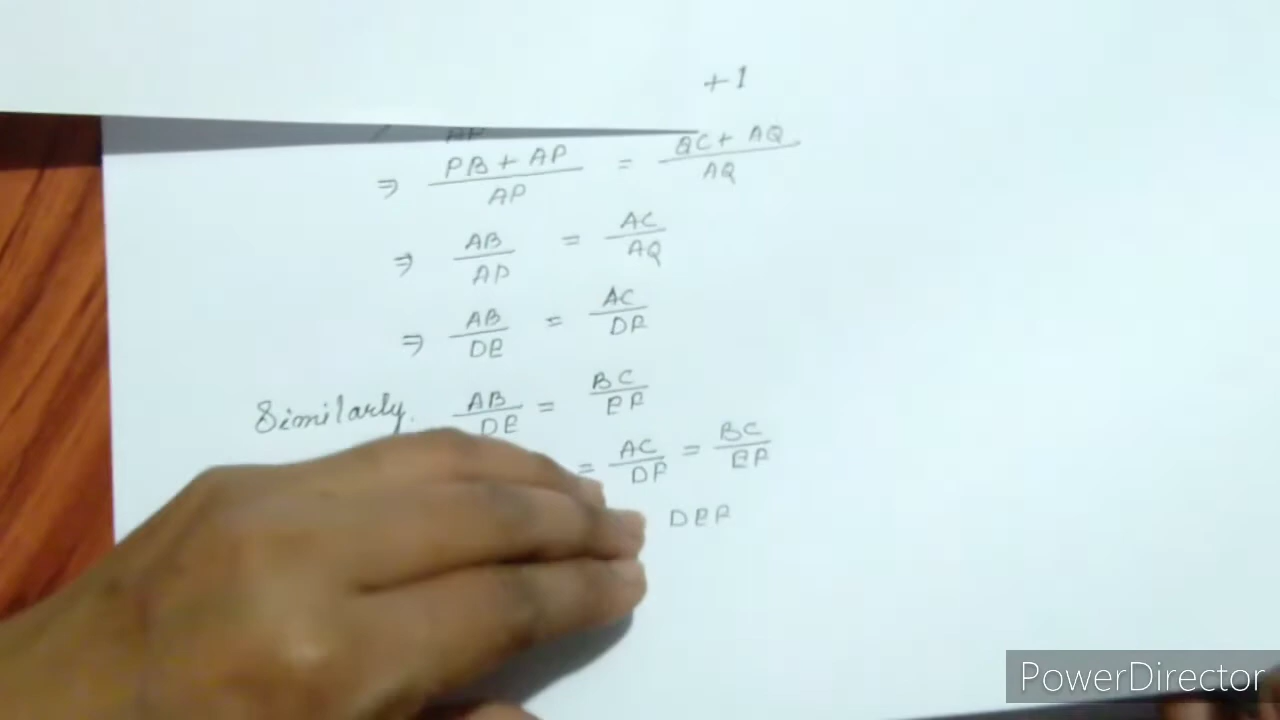 +1
⇒ PB + AP / AP = QC + AQ / AQ
⇒ AB / AP = AC / AQ
⇒ AB / DE = AC / DF
Similarly. AB / DE = BC / EF
= AC / DF = BC / EF
DEF
PowerDirector